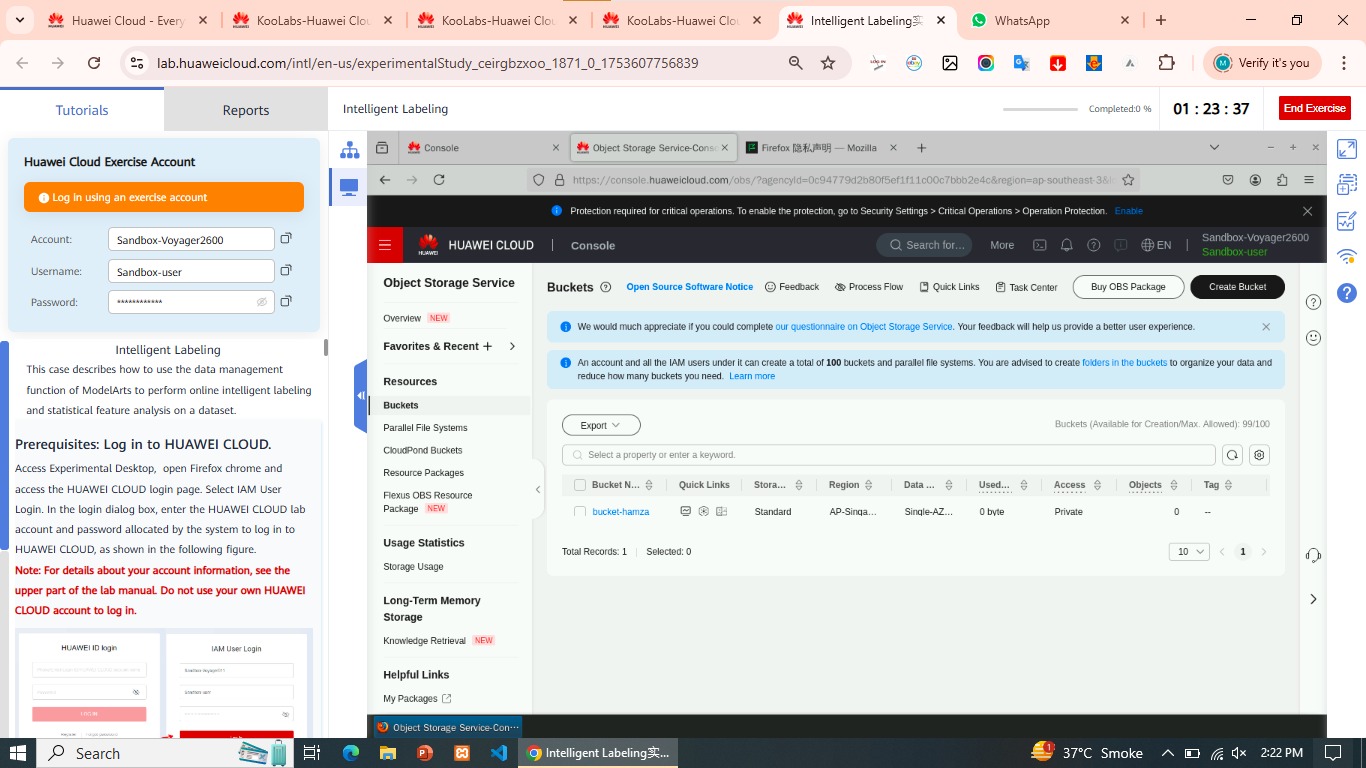 Huawei Cloud - Every
KooLabs-Huawei Clou
KooLabs-Huawei Clou
KooLabs-Huawei Clou
Intelligent Labeling实
WhatsApp
lab.huaweicloud.com/intl/en-us/experimentalStudy_ceirgbzxoo_1871_0_1753607756839
Verify it's you
Tutorials
Reports
Intelligent Labeling
Completed:0 %
01 : 23 : 37
End Exercise
Huawei Cloud Exercise Account
Log in using an exercise account
Account: Sandbox-Voyager2600
Username: Sandbox-user
Password: ************
Intelligent Labeling
This case describes how to use the data management
function of ModelArts to perform online intelligent labeling
and statistical feature analysis on a dataset.
Prerequisites: Log in to HUAWEI CLOUD.
Access Experimental Desktop, open Firefox chrome and
access the HUAWEI CLOUD login page. Select IAM User
Login. In the login dialog box, enter the HUAWEI CLOUD lab
account and password allocated by the system to log in to
HUAWEI CLOUD, as shown in the following figure.
Note: For details about your account information, see the
upper part of the lab manual. Do not use your own HUAWEI
CLOUD account to log in.
HUAWEI ID login
IAM User Login
LOG IN
Console
Object Storage Service-Conso
Firefox 隐私声明 — Mozilla
https://console.huaweicloud.com/obs/?agencyId=0c94779d2b80f5ef1f11c00c7bbb2e4c&region=ap-southeast-3&l
Protection required for critical operations. To enable the protection, go to Security Settings > Critical Operations > Operation Protection. Enable
HUAWEI
HUAWEI CLOUD
Console
Search for...
More
EN
Sandbox-Voyager2600
Sandbox-user
Object Storage Service
Overview NEW
Favorites & Recent
Resources
Buckets
Parallel File Systems
CloudPond Buckets
Resource Packages
Flexus OBS Resource
Package NEW
Usage Statistics
Storage Usage
Long-Term Memory
Storage
Knowledge Retrieval NEW
Helpful Links
My Packages
Buckets
Open Source Software Notice
Feedback
Process Flow
Quick Links
Task Center
Buy OBS Package
Create Bucket
We would much appreciate if you could complete our questionnaire on Object Storage Service. Your feedback will help us provide a better user experience.
An account and all the IAM users under it can create a total of 100 buckets and parallel file systems. You are advised to create folders in the buckets to organize your data and
reduce how many buckets you need. Learn more
Export
Buckets (Available for Creation/Max. Allowed): 99/100
Select a property or enter a keyword.
Bucket N... Quick Links Stora... Region Data ... Used... Access Objects Tag
bucket-hamza Standard AP-Singa... Single-AZ... 0 byte Private 0 --
Total Records: 1 Selected: 0
10
1
Object Storage Service-Con···
Search
Intelligent Labeling实...
1
37°C Smoke
2:22 PM